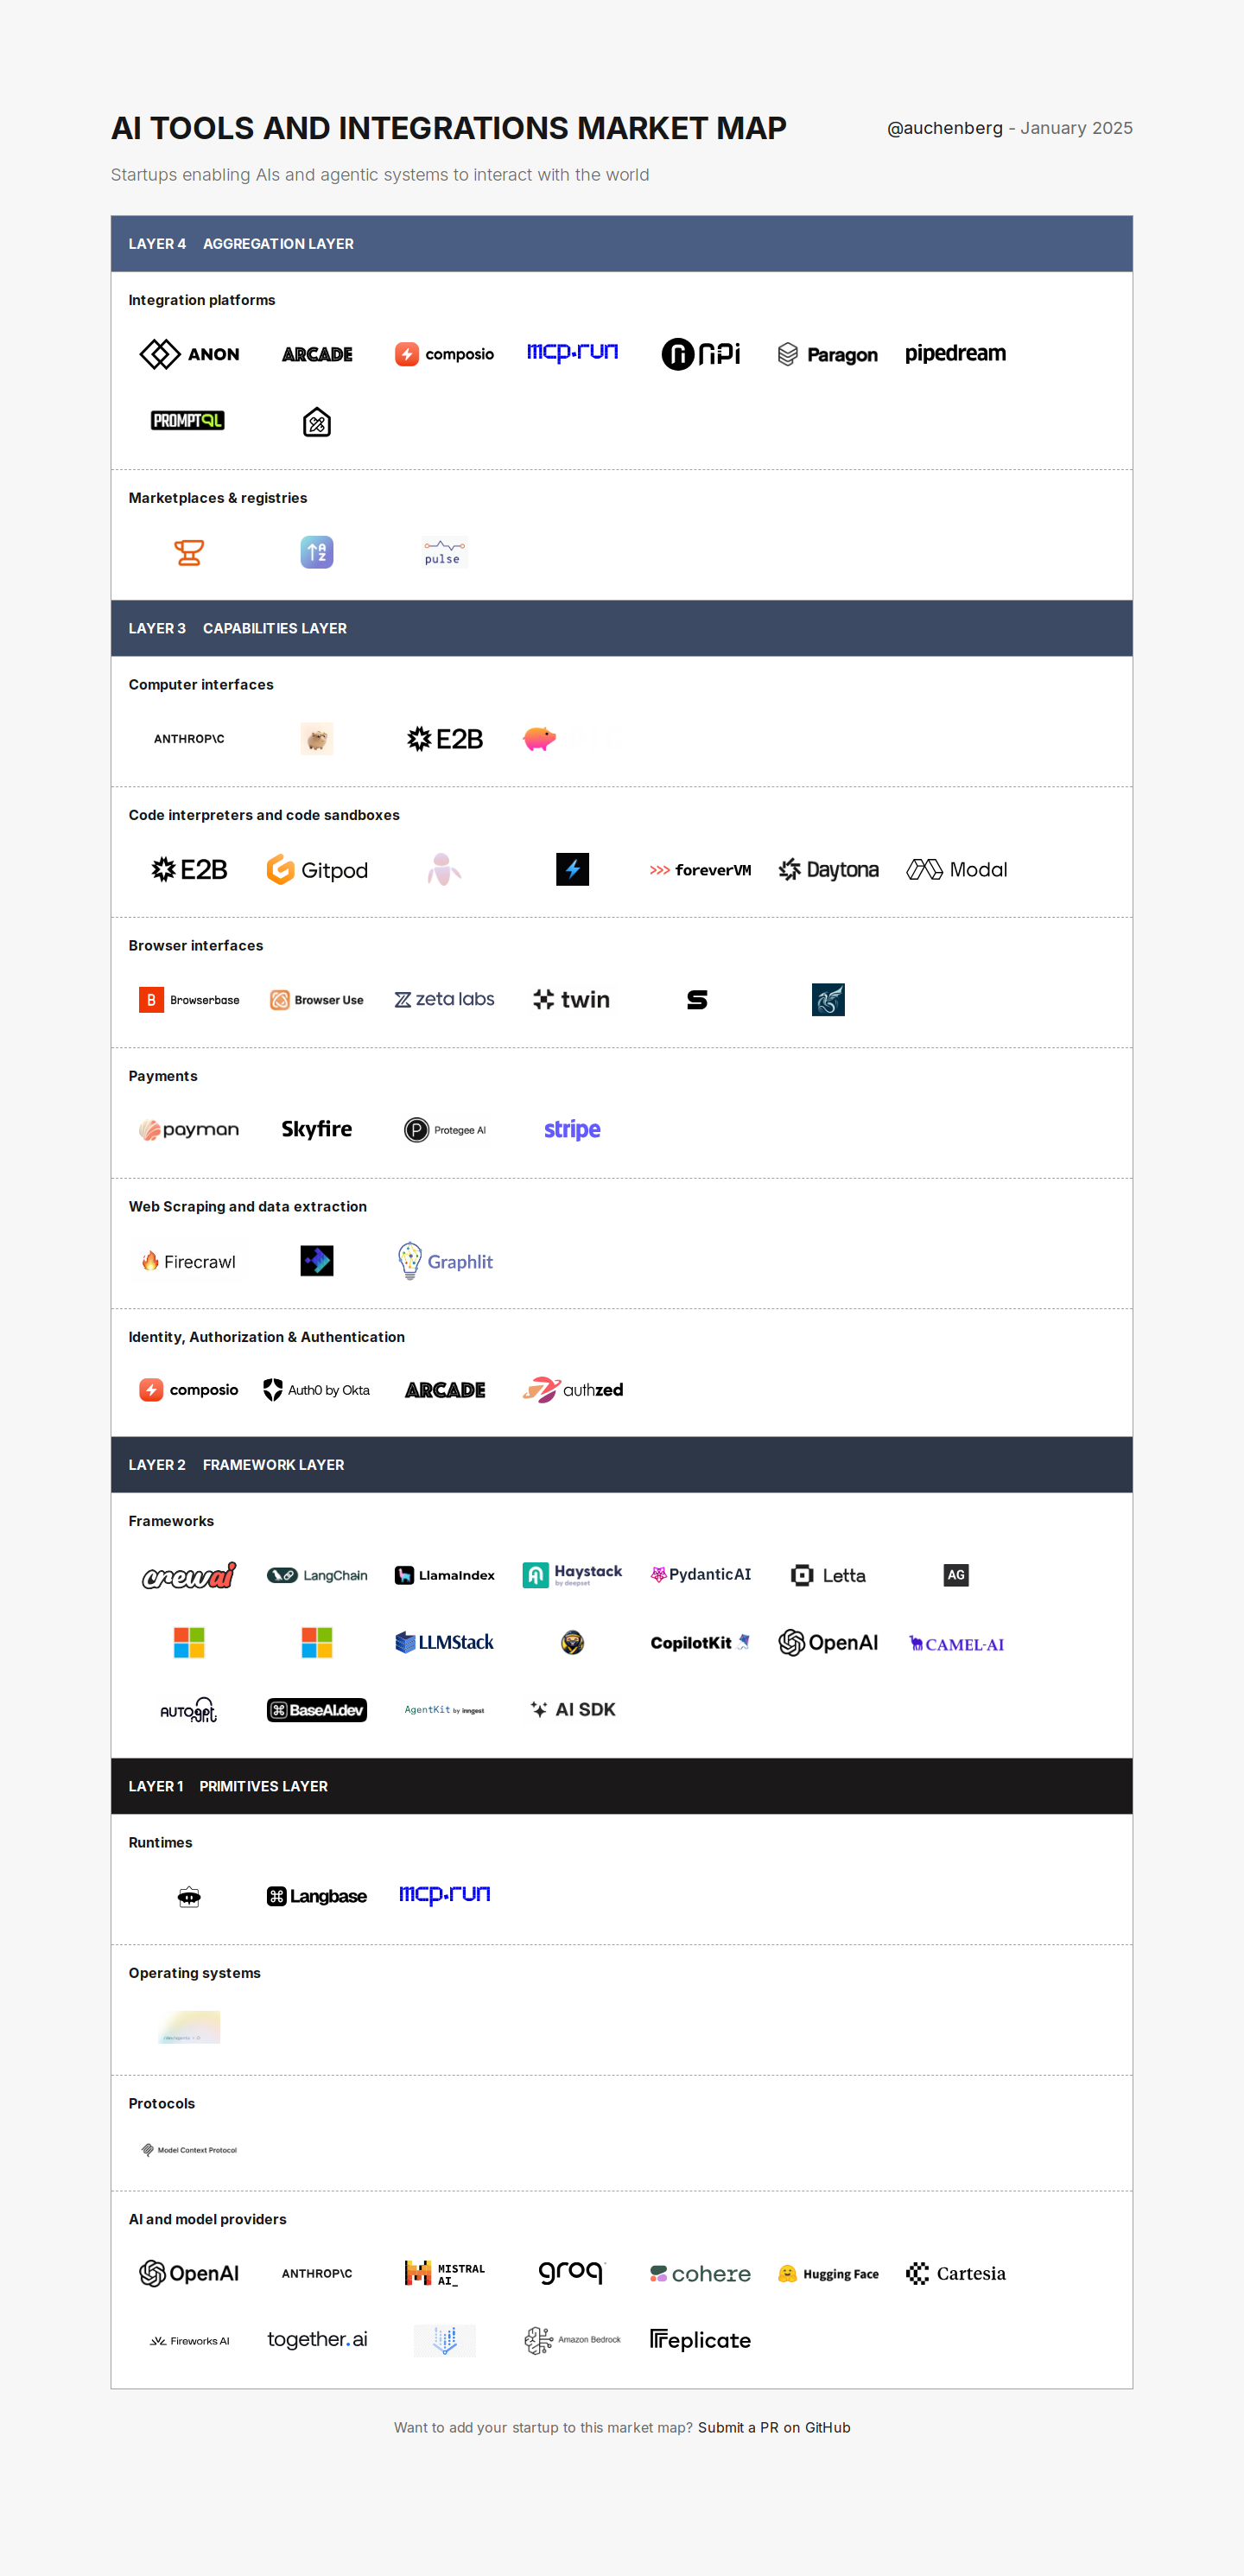 AI TOOLS AND INTEGRATIONS MARKET MAP
@auchenberg - January 2025
Startups enabling AIs and agentic systems to interact with the world
LAYER 4 AGGREGATION LAYER
Integration platforms
ANON ARCADE composio mcp.run Paragon pipedream
PROMPTQL
Marketplaces & registries
A
Z
pulse
LAYER 3 CAPABILITIES LAYER
Computer interfaces
ANTHROP\C E2B
Code interpreters and code sandboxes
E2B Gitpod >>> foreverVM Daytona Modal
Browser interfaces
B Browserbase Browser Use zeta labs twin S
Payments
payman Skyfire P Protegee AI stripe
Web Scraping and data extraction
Firecrawl Graphlit
Identity, Authorization & Authentication
composio Auth0 by Okta ARCADE authzed
LAYER 2 FRAMEWORK LAYER
Frameworks
crewai LangChain LlamaIndex Haystack by deepset PydanticAI Letta AG
LLMStack CopilotKit OpenAI CAMEL-AI
AUTOgpt BaseAI.dev AgentKit by inngest AI SDK
LAYER 1 PRIMITIVES LAYER
Runtimes
Langbase mcp.run
Operating systems
Protocols
Model Context Protocol
AI and model providers
OpenAI ANTHROP\C MISTRAL AI_ groq cohere Hugging Face Cartesia
Fireworks AI together.ai Amazon Bedrock replicate
Want to add your startup to this market map? Submit a PR on GitHub